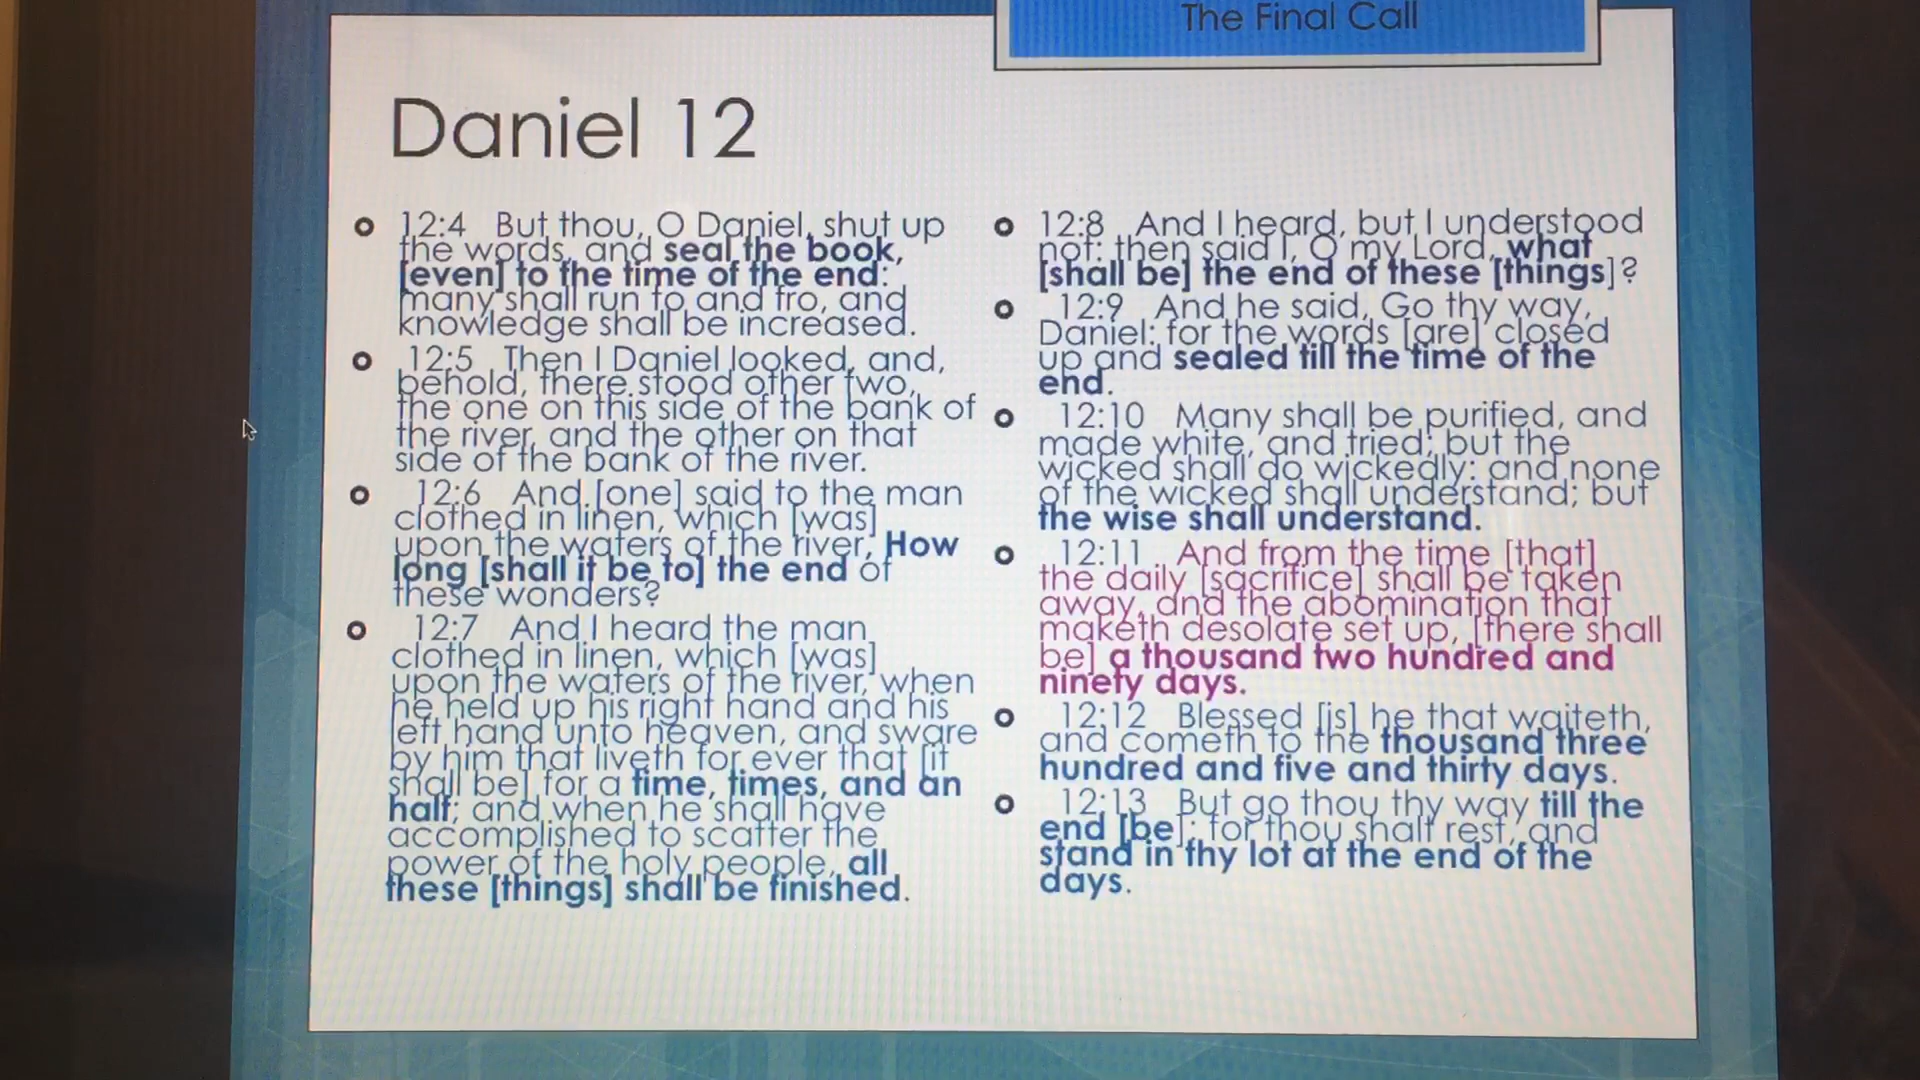 The Final Call
Daniel 12
12:4 But thou, O Daniel, shut up
the words, and seal the book,
[even] to the time of the end:
many shall run to and fro, and
knowledge shall be increased.
12:5 Then I Daniel looked, and,
behold, there stood other two,
the one on this side of the bank of
the river, and the other on that
side of the bank of the river.
12:6 And [one] said to the man
clothed in linen, which [was]
upon the waters of the river, How
long [shall it be to] the end of
these wonders?
12:7 And I heard the man
clothed in linen, which [was]
upon the waters of the river, when
he held up his right hand and his
left hand unto heaven, and sware
by him that liveth for ever that [it
shall be] for a time, times, and an
half; and when he shall have
accomplished to scatter the
power of the holy people, all
these [things] shall be finished.
12:8 And I heard, but I understood
not: then said I, O my Lord, what
[shall be] the end of these [things]?
12:9 And he said, Go thy way,
Daniel: for the words [are] closed
up and sealed till the time of the
end.
12:10 Many shall be purified, and
made white, and tried; but the
wicked shall do wickedly: and none
of the wicked shall understand; but
the wise shall understand.
12:11 And from the time [that]
the daily [sacrifice] shall be taken
away, and the abomination that
maketh desolate set up, [there shall
be] a thousand two hundred and
ninety days.
12:12 Blessed [is] he that waiteth,
and cometh to the thousand three
hundred and five and thirty days.
12:13 But go thou thy way till the
end [be]: for thou shalt rest, and
stand in thy lot at the end of the
days.